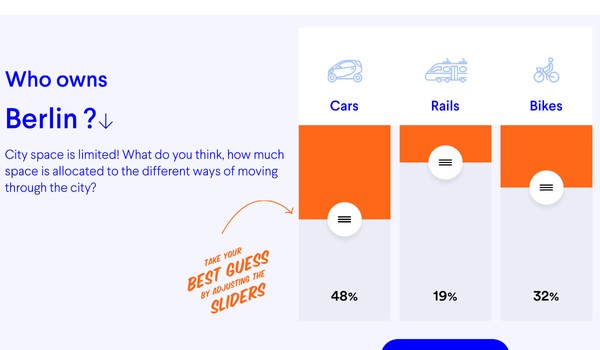 Who owns
Berlin ?↓
City space is limited! What do you think, how much
space is allocated to the different ways of moving
through the city?
TAKE YOUR
BEST GUESS
BY ADJUSTING THE
SLIDERS
Cars Rails Bikes
48% 19% 32%